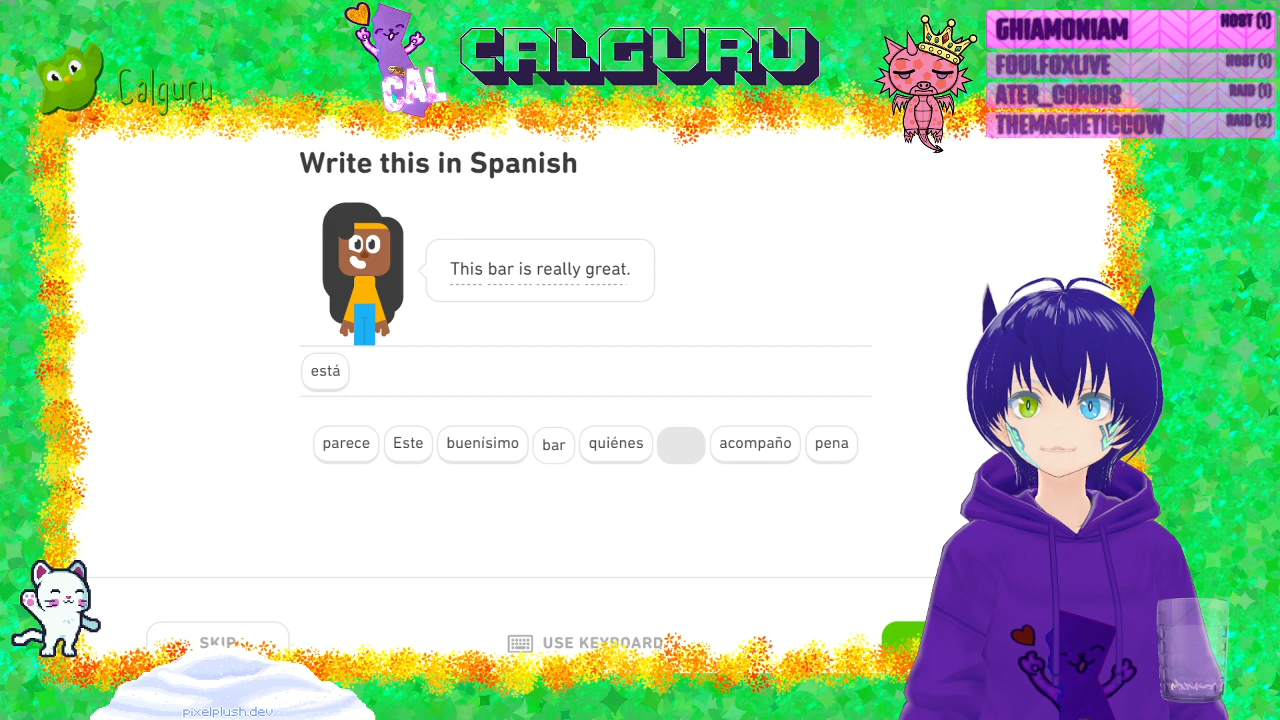 Calguru
CAL
CALGURU
GHIAMONIAM HOST (1)
FOULFOXLIVE HOST (1)
ATER_CORDIS RAID (1)
THEMAGNETICCOW RAID (2)
Write this in Spanish
This bar is really great.
está
parece Este buenísimo bar quiénes acompaño pena
SKIP USE KEYBOARD
pixelplush.dev